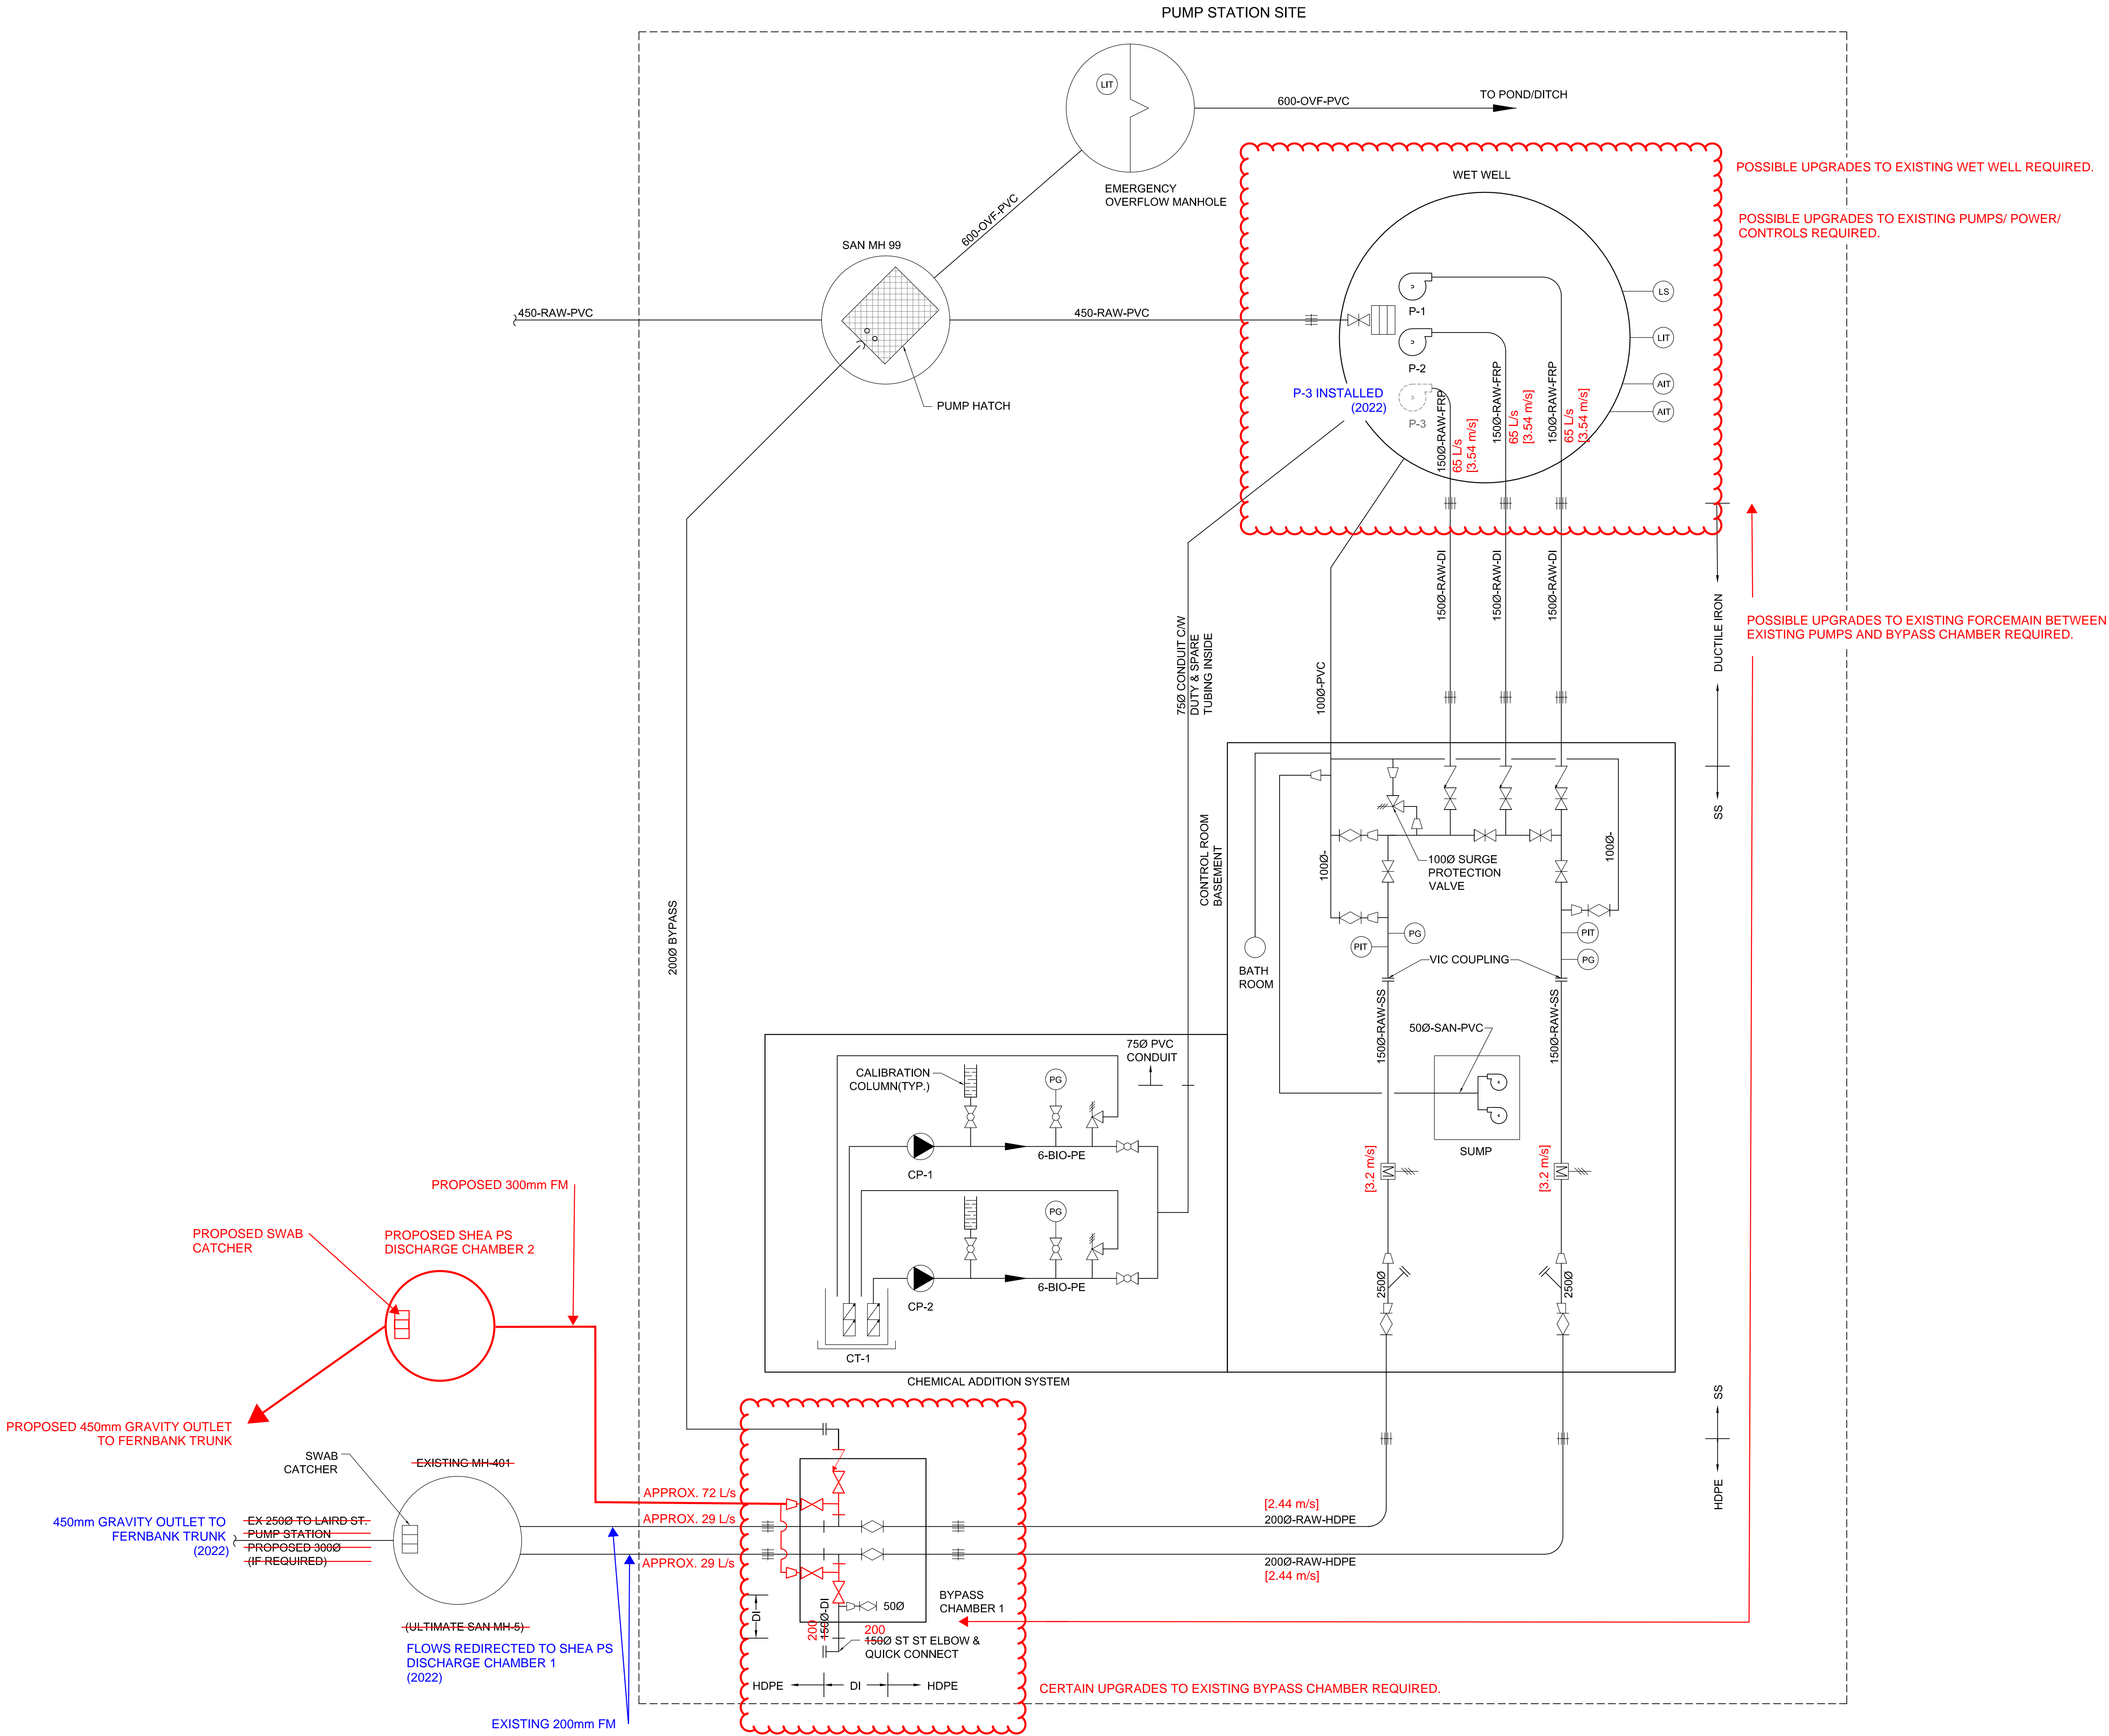 PUMP STATION SITE
LIT
600-OVF-PVC
TO POND/DITCH
EMERGENCY
OVERFLOW MANHOLE
600-OVF-PVC
SAN MH 99
450-RAW-PVC
450-RAW-PVC
PUMP HATCH
WET WELL
POSSIBLE UPGRADES TO EXISTING WET WELL REQUIRED.
POSSIBLE UPGRADES TO EXISTING PUMPS/ POWER/
CONTROLS REQUIRED.
P-1
P-2
P-3
P-3 INSTALLED
(2022)
LS
LIT
AIT
AIT
150Ø-RAW-FRP
65 L/s
[3.54 m/s]
150Ø-RAW-FRP
65 L/s
[3.54 m/s]
150Ø-RAW-FRP
65 L/s
[3.54 m/s]
150Ø-RAW-DI
150Ø-RAW-DI
150Ø-RAW-DI
DUCTILE IRON
SS
POSSIBLE UPGRADES TO EXISTING FORCEMAIN BETWEEN
EXISTING PUMPS AND BYPASS CHAMBER REQUIRED.
75Ø CONDUIT C/W
DUTY & SPARE
TUBING INSIDE
100Ø-PVC
200Ø BYPASS
CONTROL ROOM
BASEMENT
100Ø-
100Ø-
100Ø SURGE
PROTECTION
VALVE
PG
PIT
PIT
PG
VIC COUPLING
BATH
ROOM
150Ø-RAW-SS
150Ø-RAW-SS
50Ø-SAN-PVC
SUMP
[3.2 m/s]
[3.2 m/s]
250Ø
250Ø
75Ø PVC
CONDUIT
CALIBRATION
COLUMN(TYP.)
PG
CP-1
6-BIO-PE
PG
CP-2
6-BIO-PE
CT-1
CHEMICAL ADDITION SYSTEM
PROPOSED 300mm FM
PROPOSED SWAB
CATCHER
PROPOSED SHEA PS
DISCHARGE CHAMBER 2
PROPOSED 450mm GRAVITY OUTLET
TO FERNBANK TRUNK
SWAB
CATCHER
EXISTING MH-401
450mm GRAVITY OUTLET TO
FERNBANK TRUNK
(2022)
EX 250Ø TO LAIRD ST.
PUMP STATION
PROPOSED 300Ø
(IF REQUIRED)
(ULTIMATE SAN MH-5)
FLOWS REDIRECTED TO SHEA PS
DISCHARGE CHAMBER 1
(2022)
EXISTING 200mm FM
APPROX. 72 L/s
APPROX. 29 L/s
APPROX. 29 L/s
[2.44 m/s]
200Ø-RAW-HDPE
200Ø-RAW-HDPE
[2.44 m/s]
SS
HDPE
BYPASS
CHAMBER 1
50Ø
DI
200
150Ø-DI
200
150Ø ST ST ELBOW &
QUICK CONNECT
HDPE
DI
HDPE
CERTAIN UPGRADES TO EXISTING BYPASS CHAMBER REQUIRED.